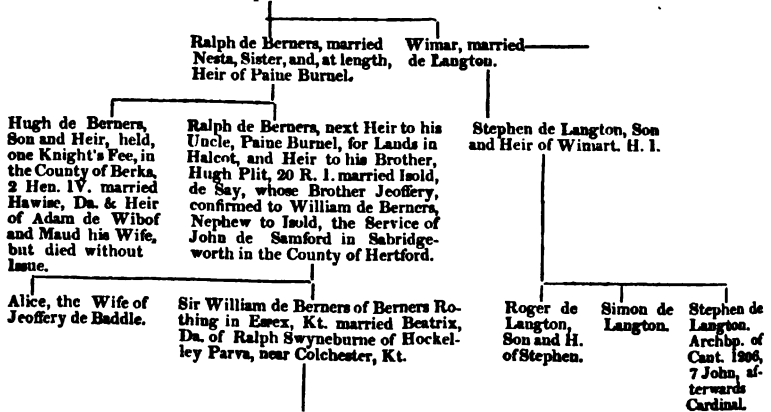 Ralph de Berners, married
Nesta, Sister, and, at length,
Heir of Paine Burnel.
Wimar, married
de Langton.
Hugh de Berners,
Son and Heir, held,
one Knight's Fee, in
the County of Berks,
2 Hen. IV. married
Hawise, Da. & Heir
of Adam de Wibof
and Maud his Wife,
but died without
Issue.
Ralph de Berners, next Heir to his
Uncle, Paine Burnel, for Lands in
Halcot, and Heir to his Brother,
Hugh Plit, 20 R. 1. married Isold,
de Say, whose Brother Jeoffery,
confirmed to William de Berners,
Nephew to Isold, the Service of
John de Samford in Sabridge-
worth in the County of Hertford.
Stephen de Langton, Son
and Heir of Wimart. H. 1.
Alice, the Wife of
Jeoffery de Baddle.
Sir William de Berners of Berners Ro-
thing in Essex, Kt. married Beatrix,
Da. of Ralph Swyneburne of Hockel-
ley Parva, near Colchester, Kt.
Roger de
Langton,
Son and H.
of Stephen.
Simon de
Langton.
Stephen de
Langton.
Archbp. of
Cant. 1206,
7 John, af-
terwards
Cardinal.